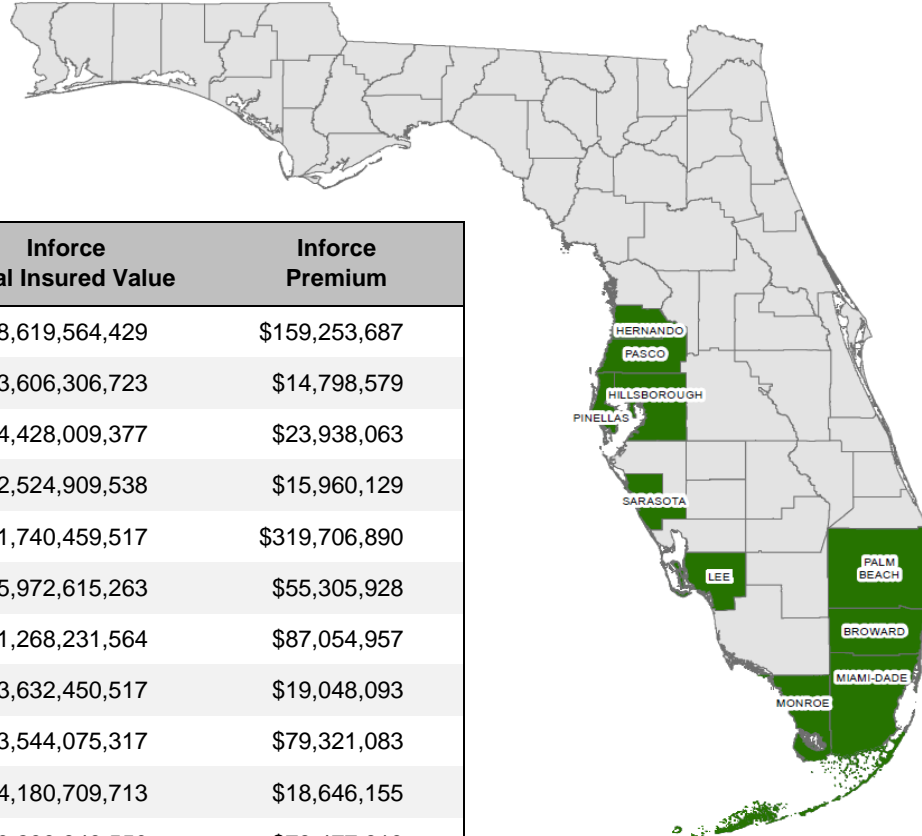 Inforce Inforce
al Insured Value Premium
8,619,564,429 $159,253,687
3,606,306,723 $14,798,579
4,428,009,377 $23,938,063
2,524,909,538 $15,960,129
1,740,459,517 $319,706,890
5,972,615,263 $55,305,928
1,268,231,564 $87,054,957
3,632,450,517 $19,048,093
3,544,075,317 $79,321,083
4,180,709,713 $18,646,155
HERNANDO
PASCO
HILLSBOROUGH
PINELLAS
SARASOTA
LEE
PALM
BEACH
BROWARD
MIAMI-DADE
MONROE